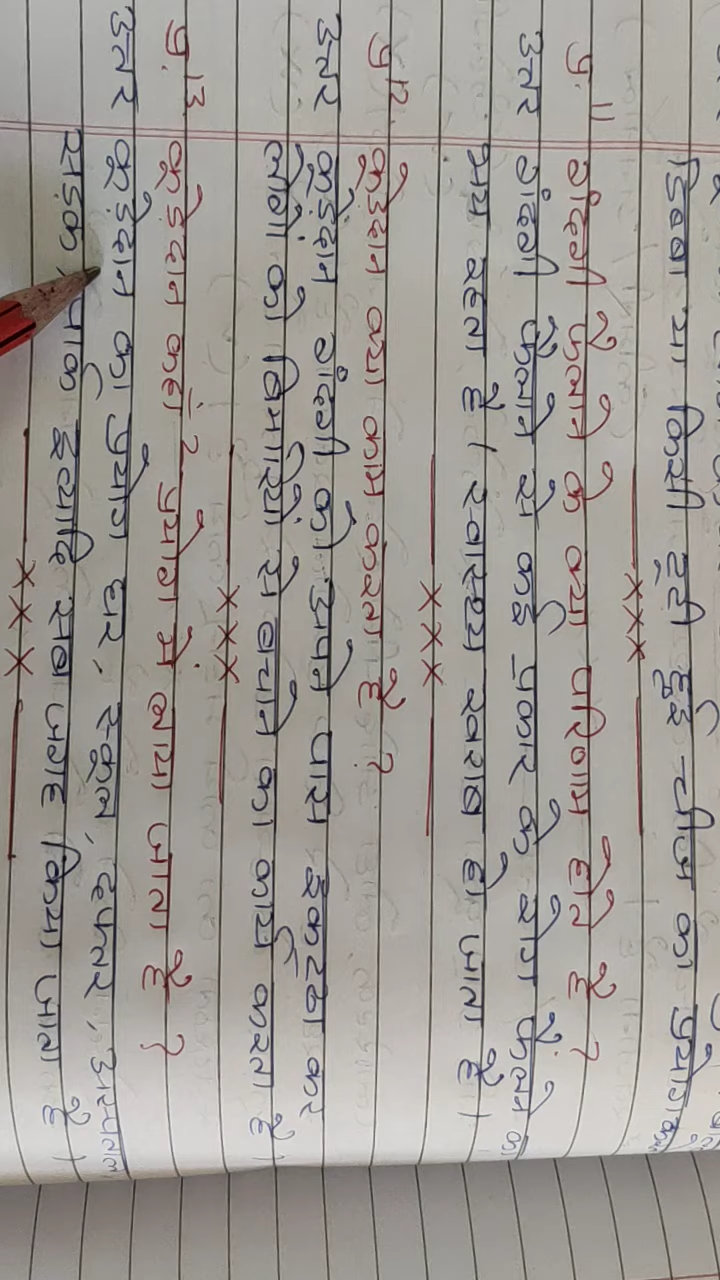 डिब्बा या किसी टूटी हुई चीज का प्रयोग
प्र.11 गंदगी फैलाने के क्या परिणाम होते है ?
उत्तर गंदगी फैलाने से कई प्रकार के रोग फैलने का
भय रहता है। स्वास्थ्य खराब हो जाता है।
×××
प्र.12 कूडेदान क्या काम करता है ?
उत्तर कूडेदान गंदगी को अपने पास इकट्ठा कर
लोगों को बिमारियों से बचाने का कार्य करता है।
×××
प्र.13 कूडेदान कहां-2 प्रयोग में लाया जाता है ?
उत्तर कूडेदान का प्रयोग घर, स्कूल, दफ्तर, अस्पताल
सड़क, पार्क इत्यादि सब जगह किया जाता है।
×××